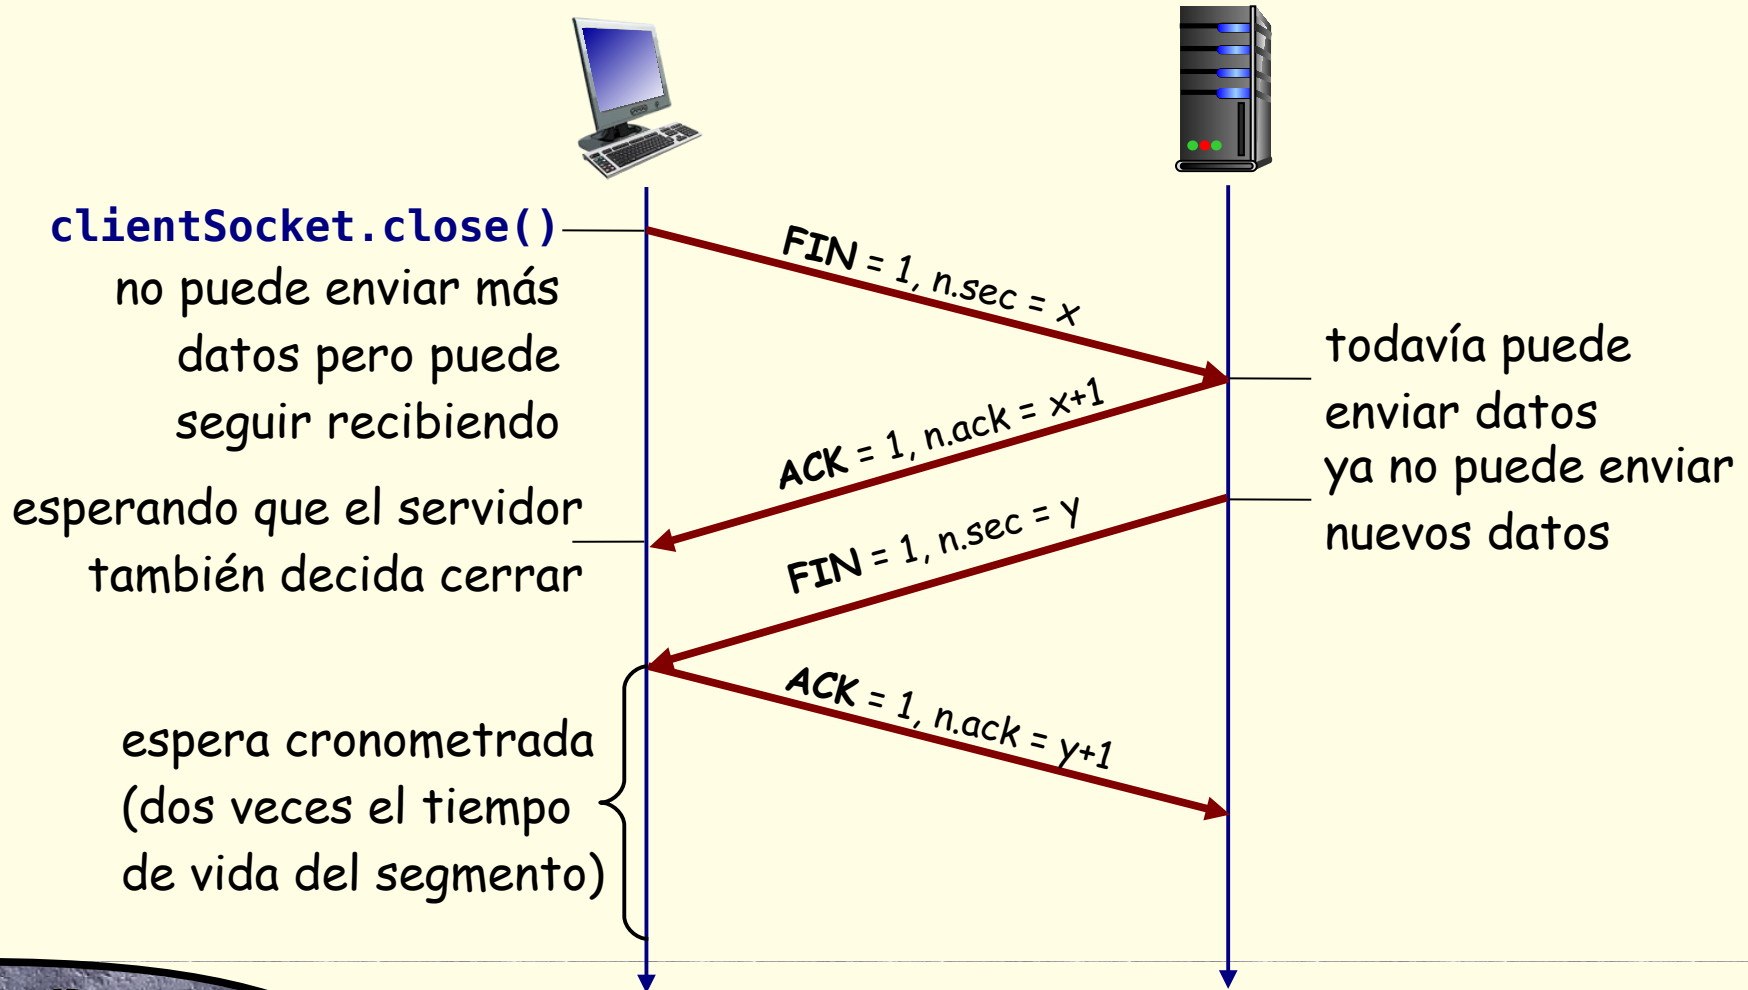 clientSocket.close()
no puede enviar más
datos pero puede
seguir recibiendo
FIN = 1, n.sec = x
todavía puede
enviar datos
ACK = 1, n.ack = x+1
ya no puede enviar
nuevos datos
esperando que el servidor
también decida cerrar
FIN = 1, n.sec = y
ACK = 1, n.ack = y+1
espera cronometrada
(dos veces el tiempo
de vida del segmento)